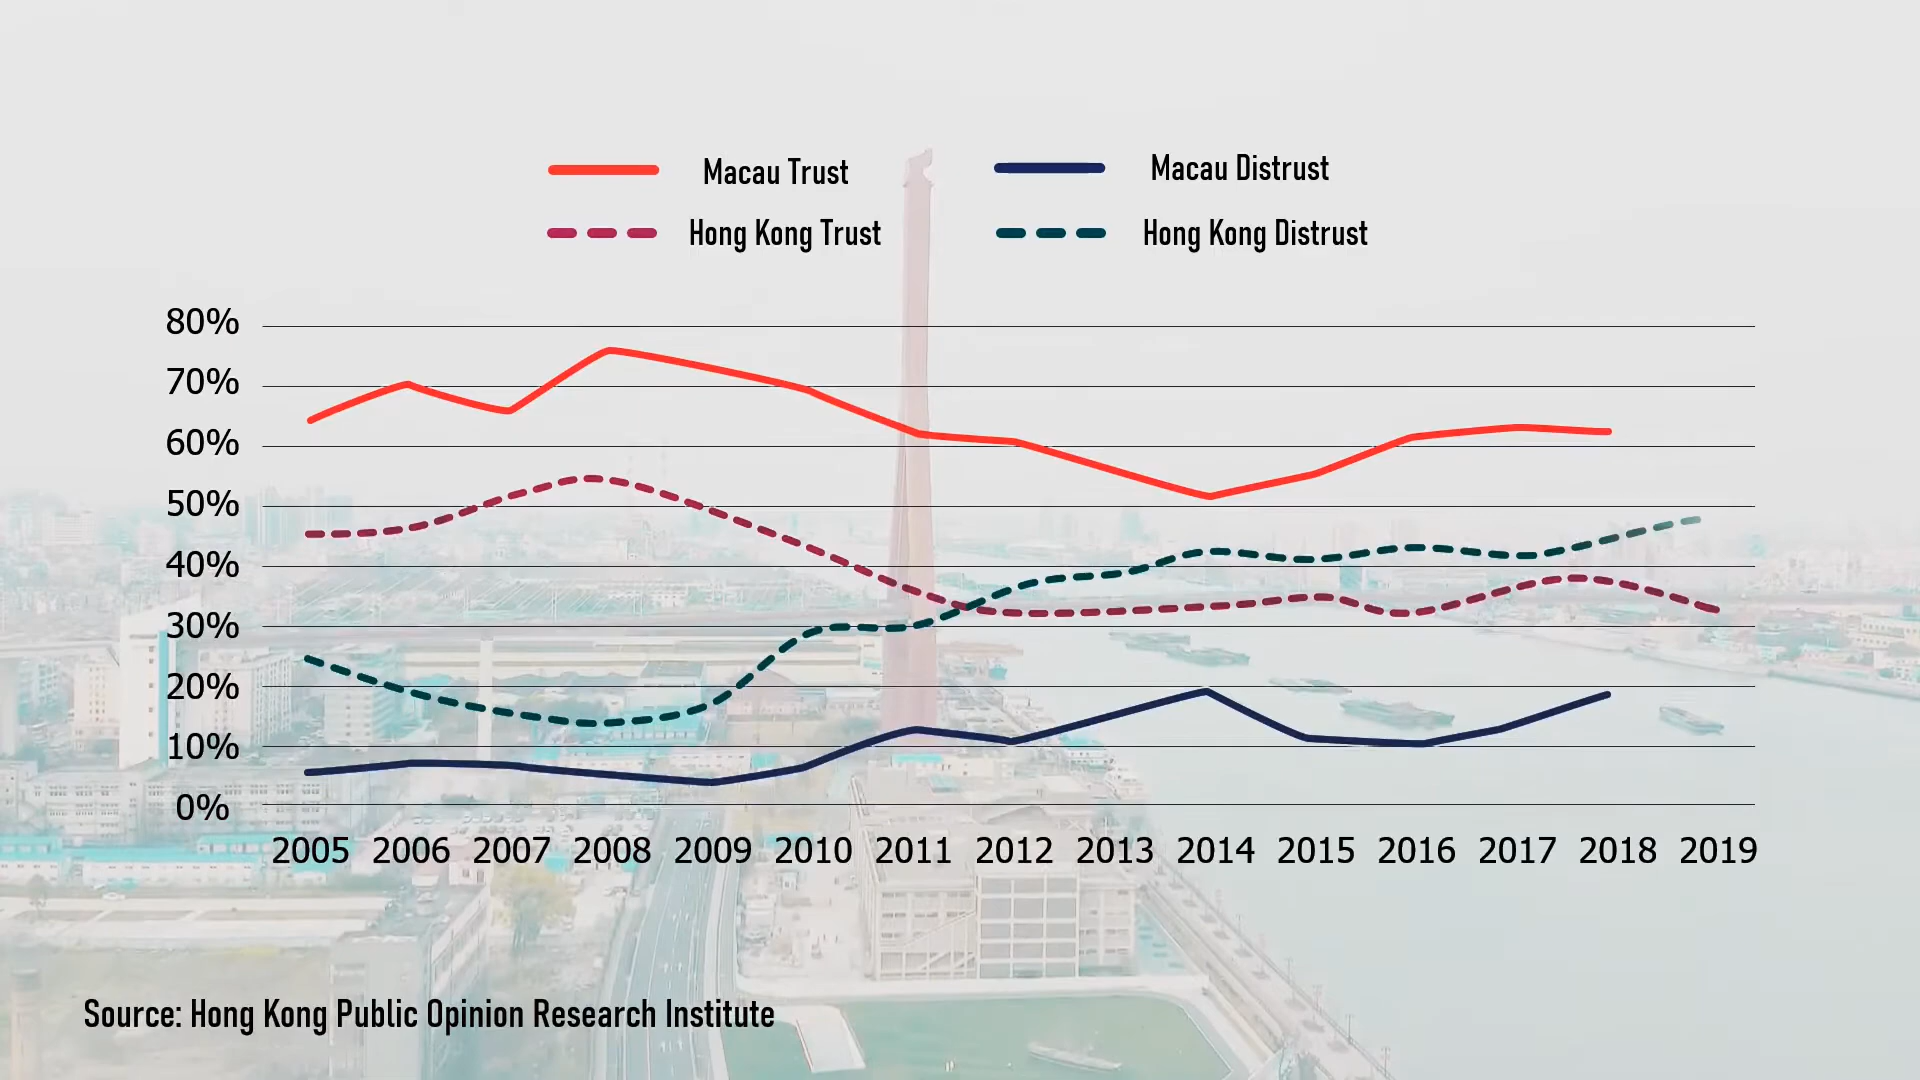 Macau Trust
Macau Distrust
Hong Kong Trust
Hong Kong Distrust
80%
70%
60%
50%
40%
30%
20%
10%
0%
2005 2006 2007 2008 2009 2010 2011 2012 2013 2014 2015 2016 2017 2018 2019
Source: Hong Kong Public Opinion Research Institute